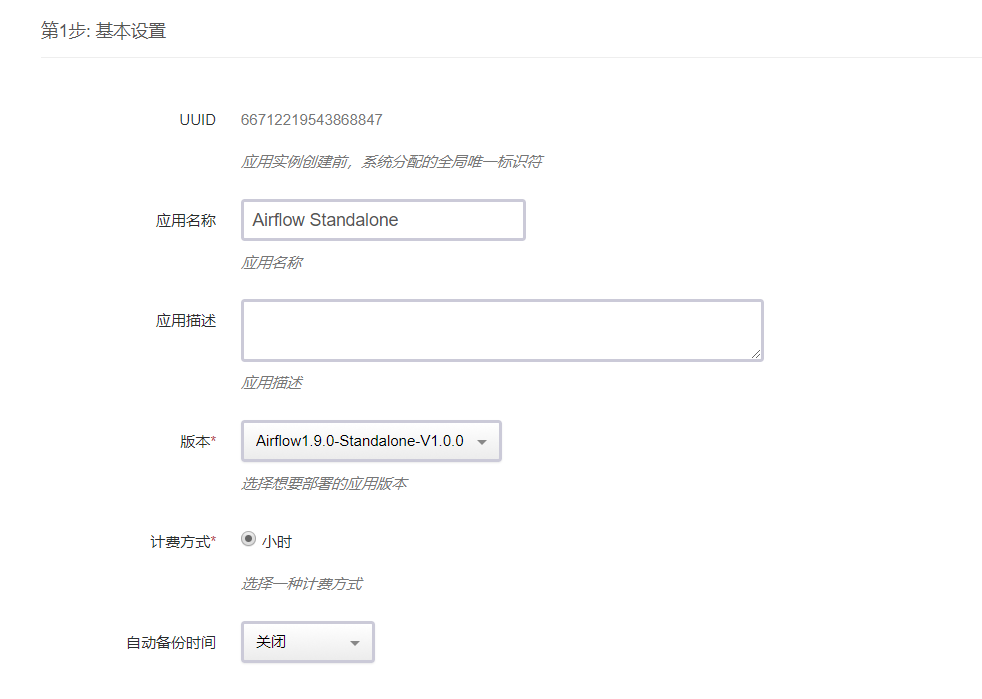 第1步: 基本设置
UUID 66712219543868847
应用实例创建前，系统分配的全局唯一标识符
应用名称 Airflow Standalone
应用名称
应用描述
应用描述
版本* Airflow1.9.0-Standalone-V1.0.0
选择想要部署的应用版本
计费方式* 小时
选择一种计费方式
自动备份时间 关闭